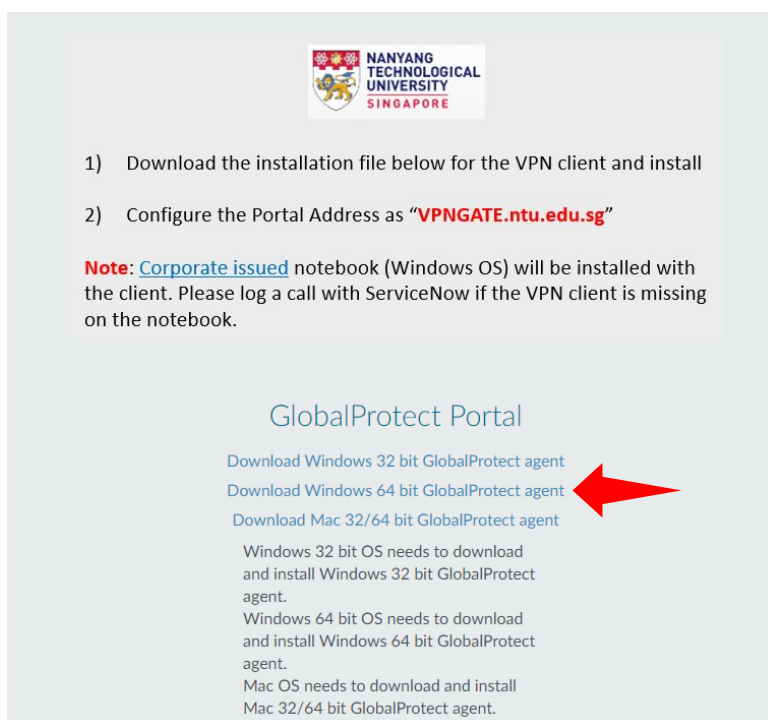 NANYANG
TECHNOLOGICAL
UNIVERSITY
SINGAPORE
1) Download the installation file below for the VPN client and install
2) Configure the Portal Address as “VPNGATE.ntu.edu.sg”
Note: Corporate issued notebook (Windows OS) will be installed with
the client. Please log a call with ServiceNow if the VPN client is missing
on the notebook.
GlobalProtect Portal
Download Windows 32 bit GlobalProtect agent
Download Windows 64 bit GlobalProtect agent
Download Mac 32/64 bit GlobalProtect agent
Windows 32 bit OS needs to download
and install Windows 32 bit GlobalProtect
agent.
Windows 64 bit OS needs to download
and install Windows 64 bit GlobalProtect
agent.
Mac OS needs to download and install
Mac 32/64 bit GlobalProtect agent.